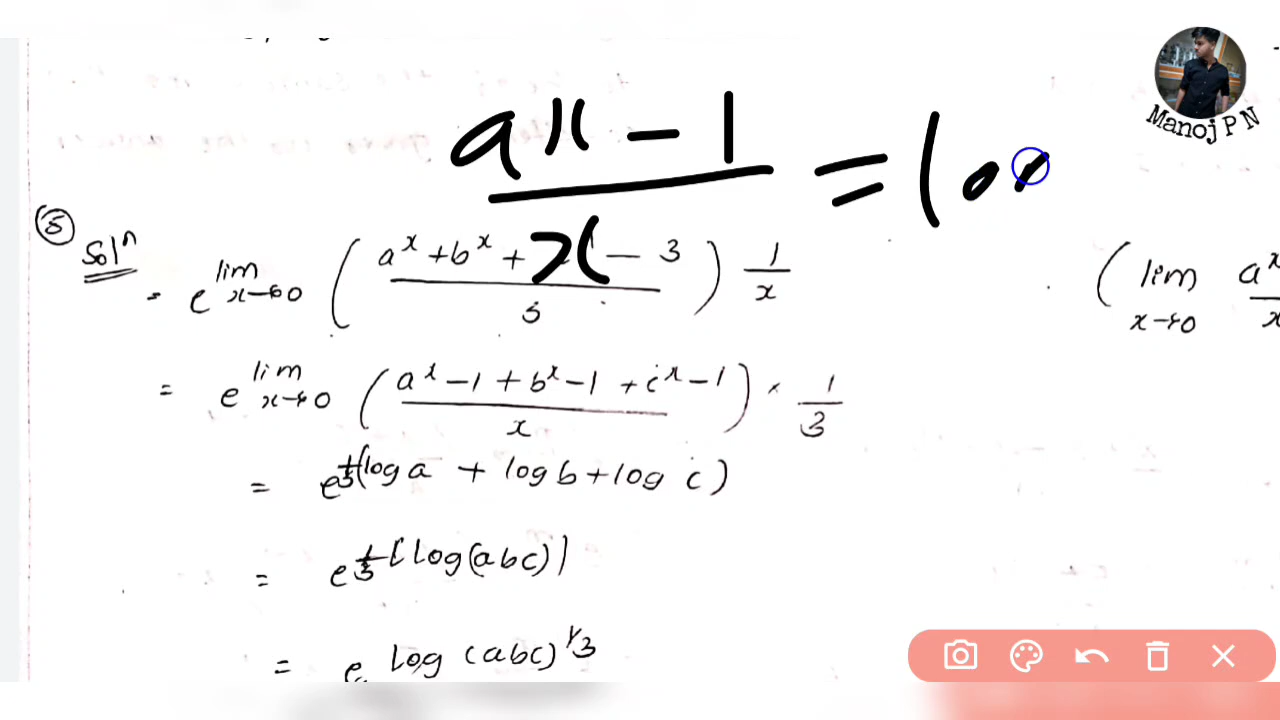 Manoj P N
a^x - 1 / x = lo
⑤ Solⁿ
= e^lim x→0 ( a^x + b^x + - 3 / 3 ) 1/x
( lim x→0 a^x / x
= e^lim x→0 ( a^x - 1 + b^x - 1 + c^x - 1 / x ) × 1/3
= e^1/3 (log a + log b + log c)
= e^1/3 [log(abc)]
= e^log (abc)^1/3